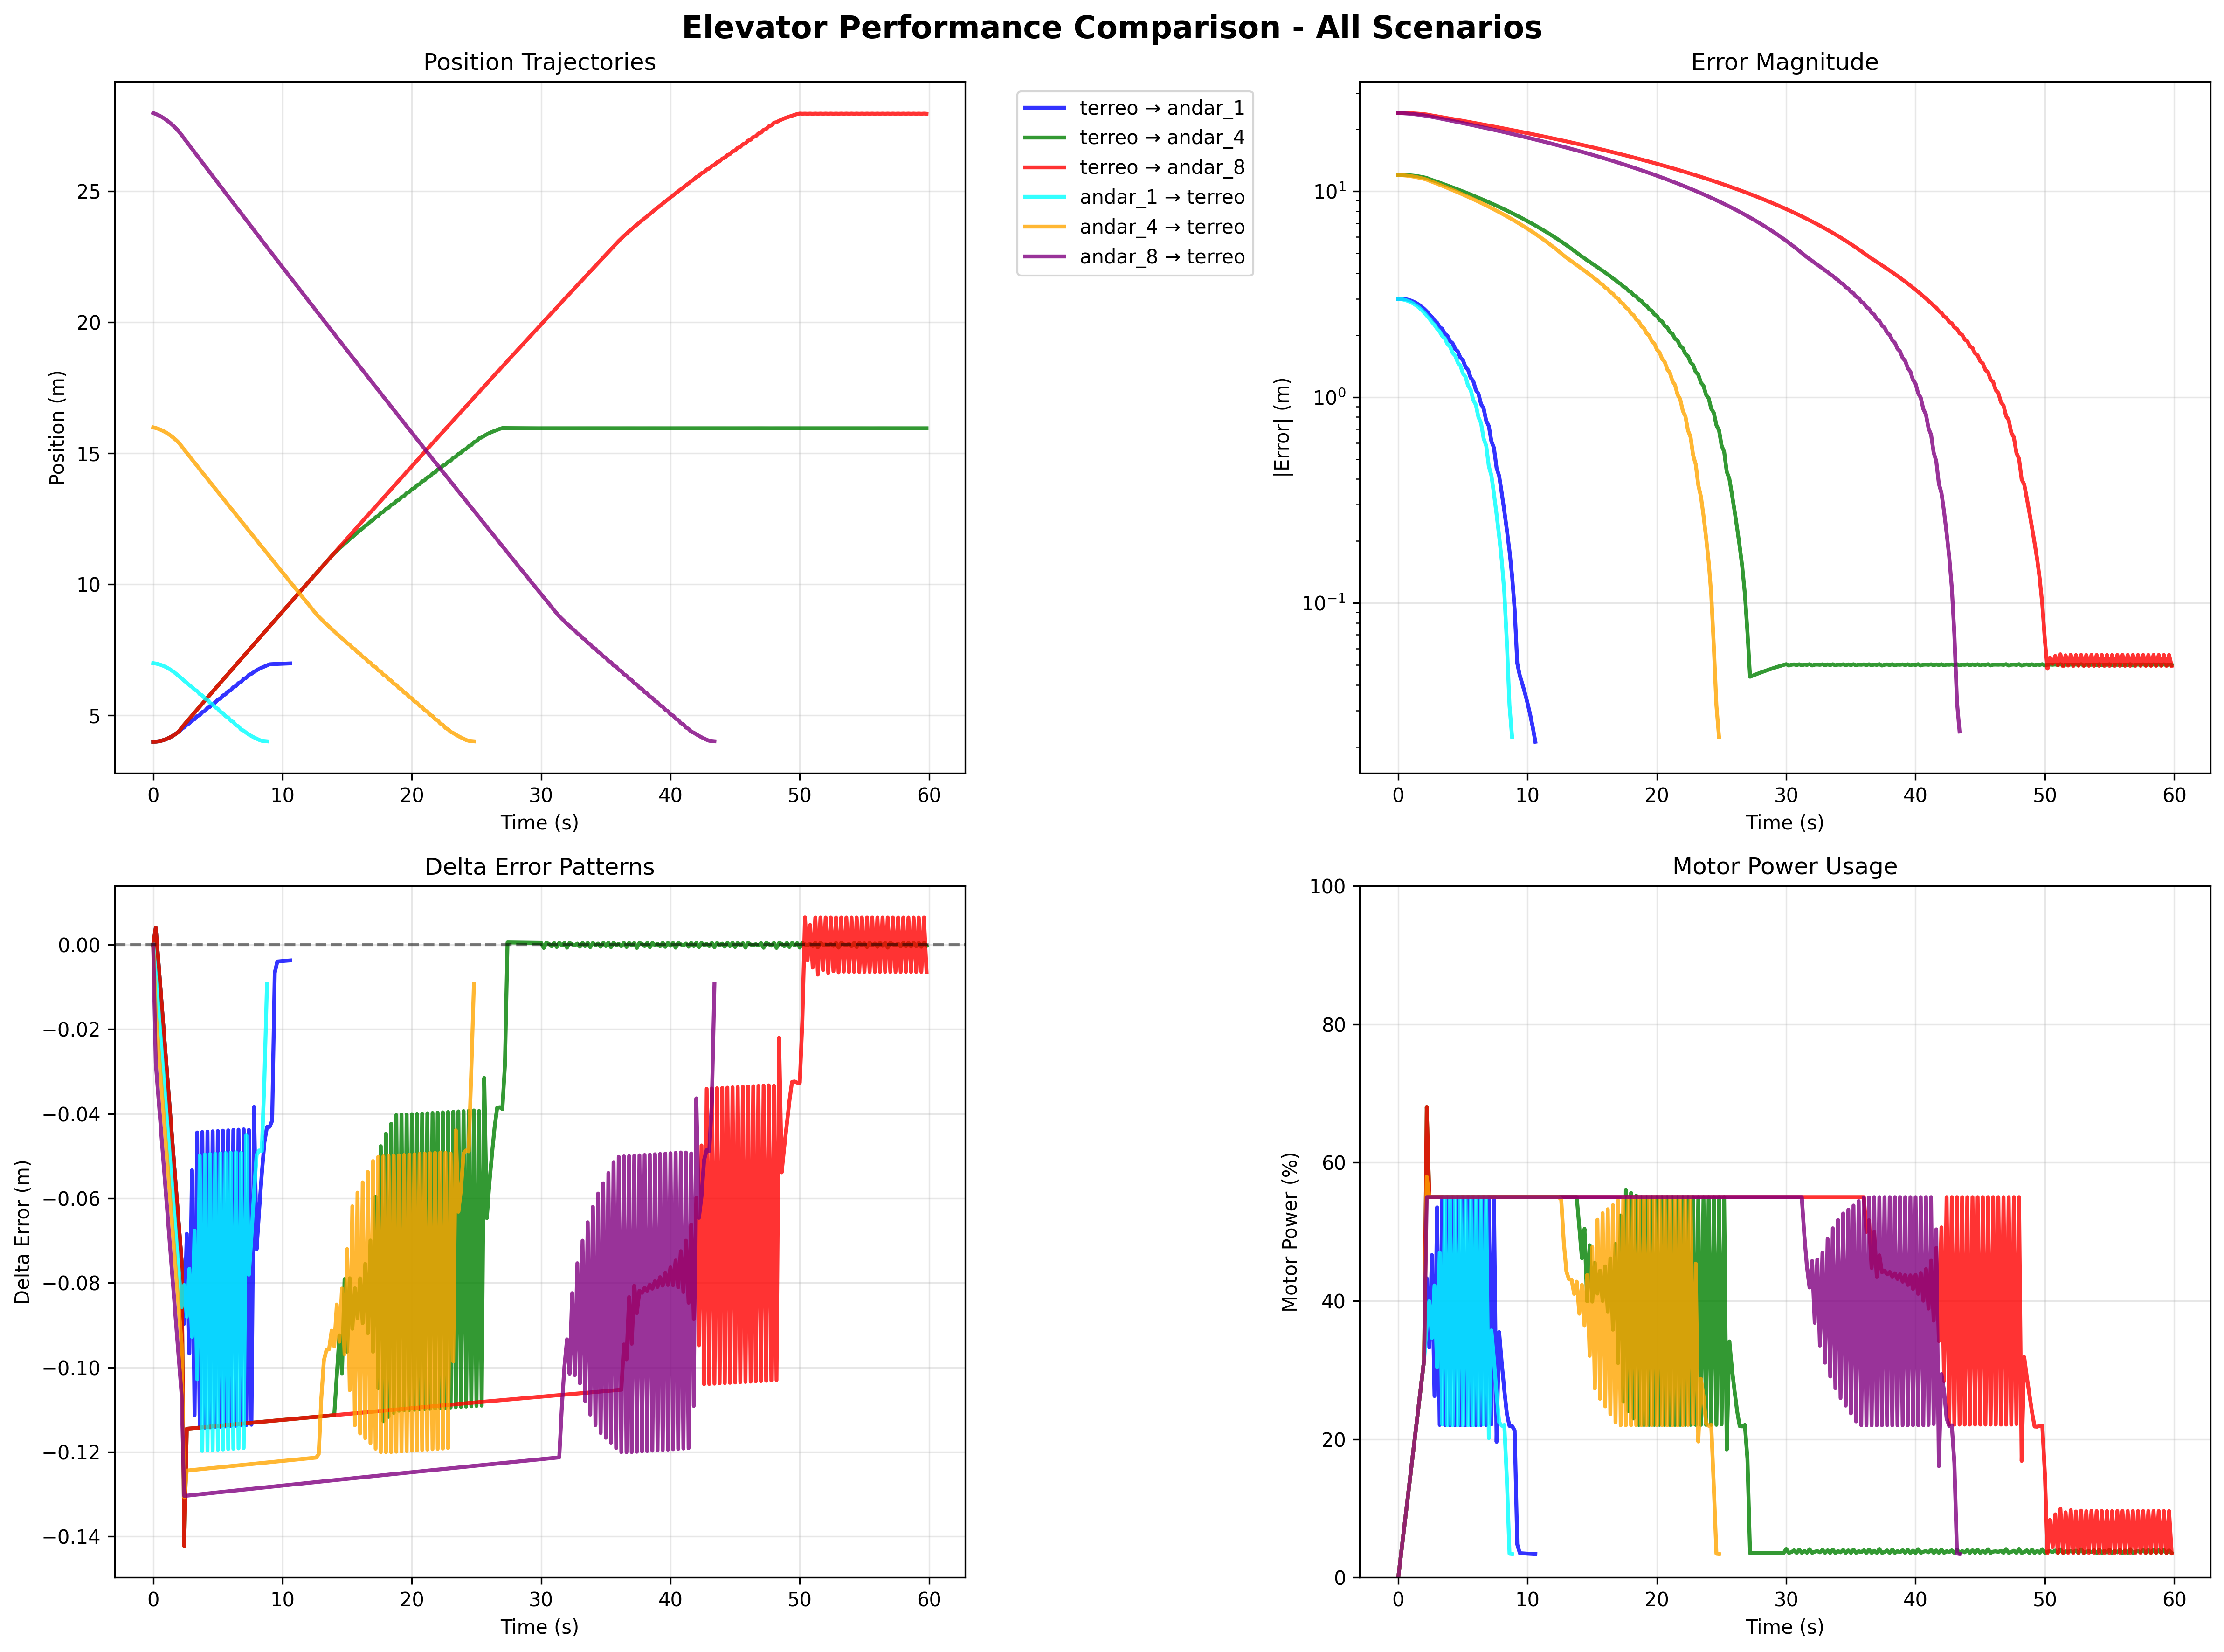 Elevator Performance Comparison - All Scenarios
Position Trajectories
Position (m)
25
20
15
10
5
0 10 20 30 40 50 60
Time (s)
terreo → andar_1
terreo → andar_4
terreo → andar_8
andar_1 → terreo
andar_4 → terreo
andar_8 → terreo
Error Magnitude
|Error| (m)
10¹
10⁰
10⁻¹
0 10 20 30 40 50 60
Time (s)
Delta Error Patterns
Delta Error (m)
0.00
−0.02
−0.04
−0.06
−0.08
−0.10
−0.12
−0.14
0 10 20 30 40 50 60
Time (s)
Motor Power Usage
Motor Power (%)
100
80
60
40
20
0
0 10 20 30 40 50 60
Time (s)